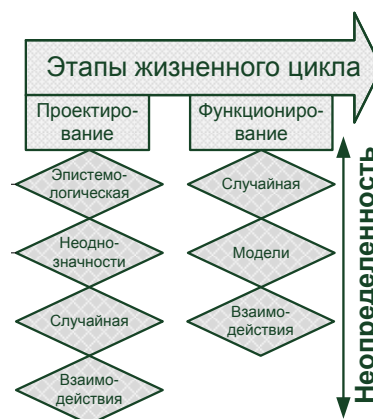 Этапы жизненного цикла
Проектиро-
вание
Функциониро-
вание
Эпистемо-
логическая
Неодно-
значности
Случайная
Взаимо-
действия
Случайная
Модели
Взаимо-
действия
Неопределенность